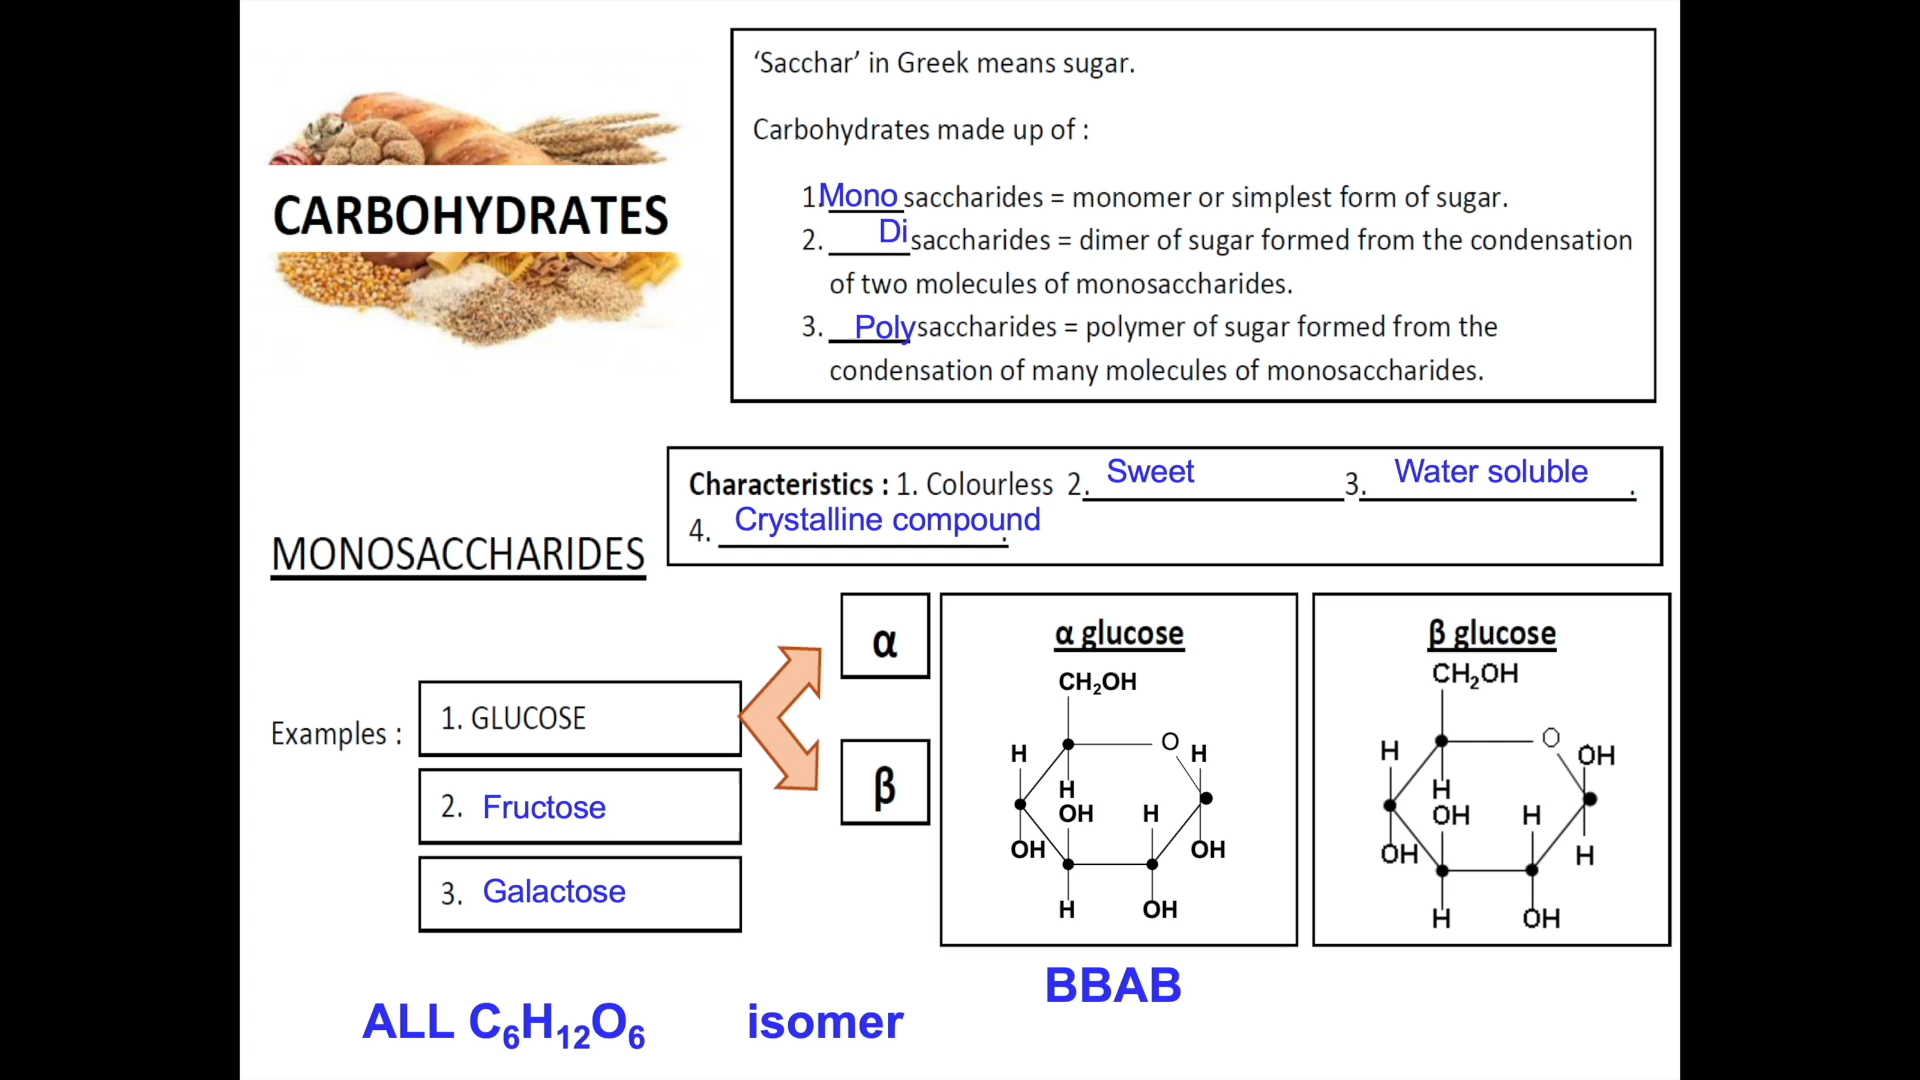 CARBOHYDRATES
‘Sacchar’ in Greek means sugar.
Carbohydrates made up of :
1. Mono saccharides = monomer or simplest form of sugar.
2. Di saccharides = dimer of sugar formed from the condensation
of two molecules of monosaccharides.
3. Poly saccharides = polymer of sugar formed from the
condensation of many molecules of monosaccharides.
MONOSACCHARIDES
Characteristics : 1. Colourless 2. Sweet 3. Water soluble .
4. Crystalline compound .
Examples :
1. GLUCOSE
2. Fructose
3. Galactose
α
β
α glucose
CH₂OH
O
H H
H
OH H
OH OH
H OH
β glucose
CH₂OH
O
H OH
H
OH H
OH H
H OH
BBAB
ALL C₆H₁₂O₆ isomer